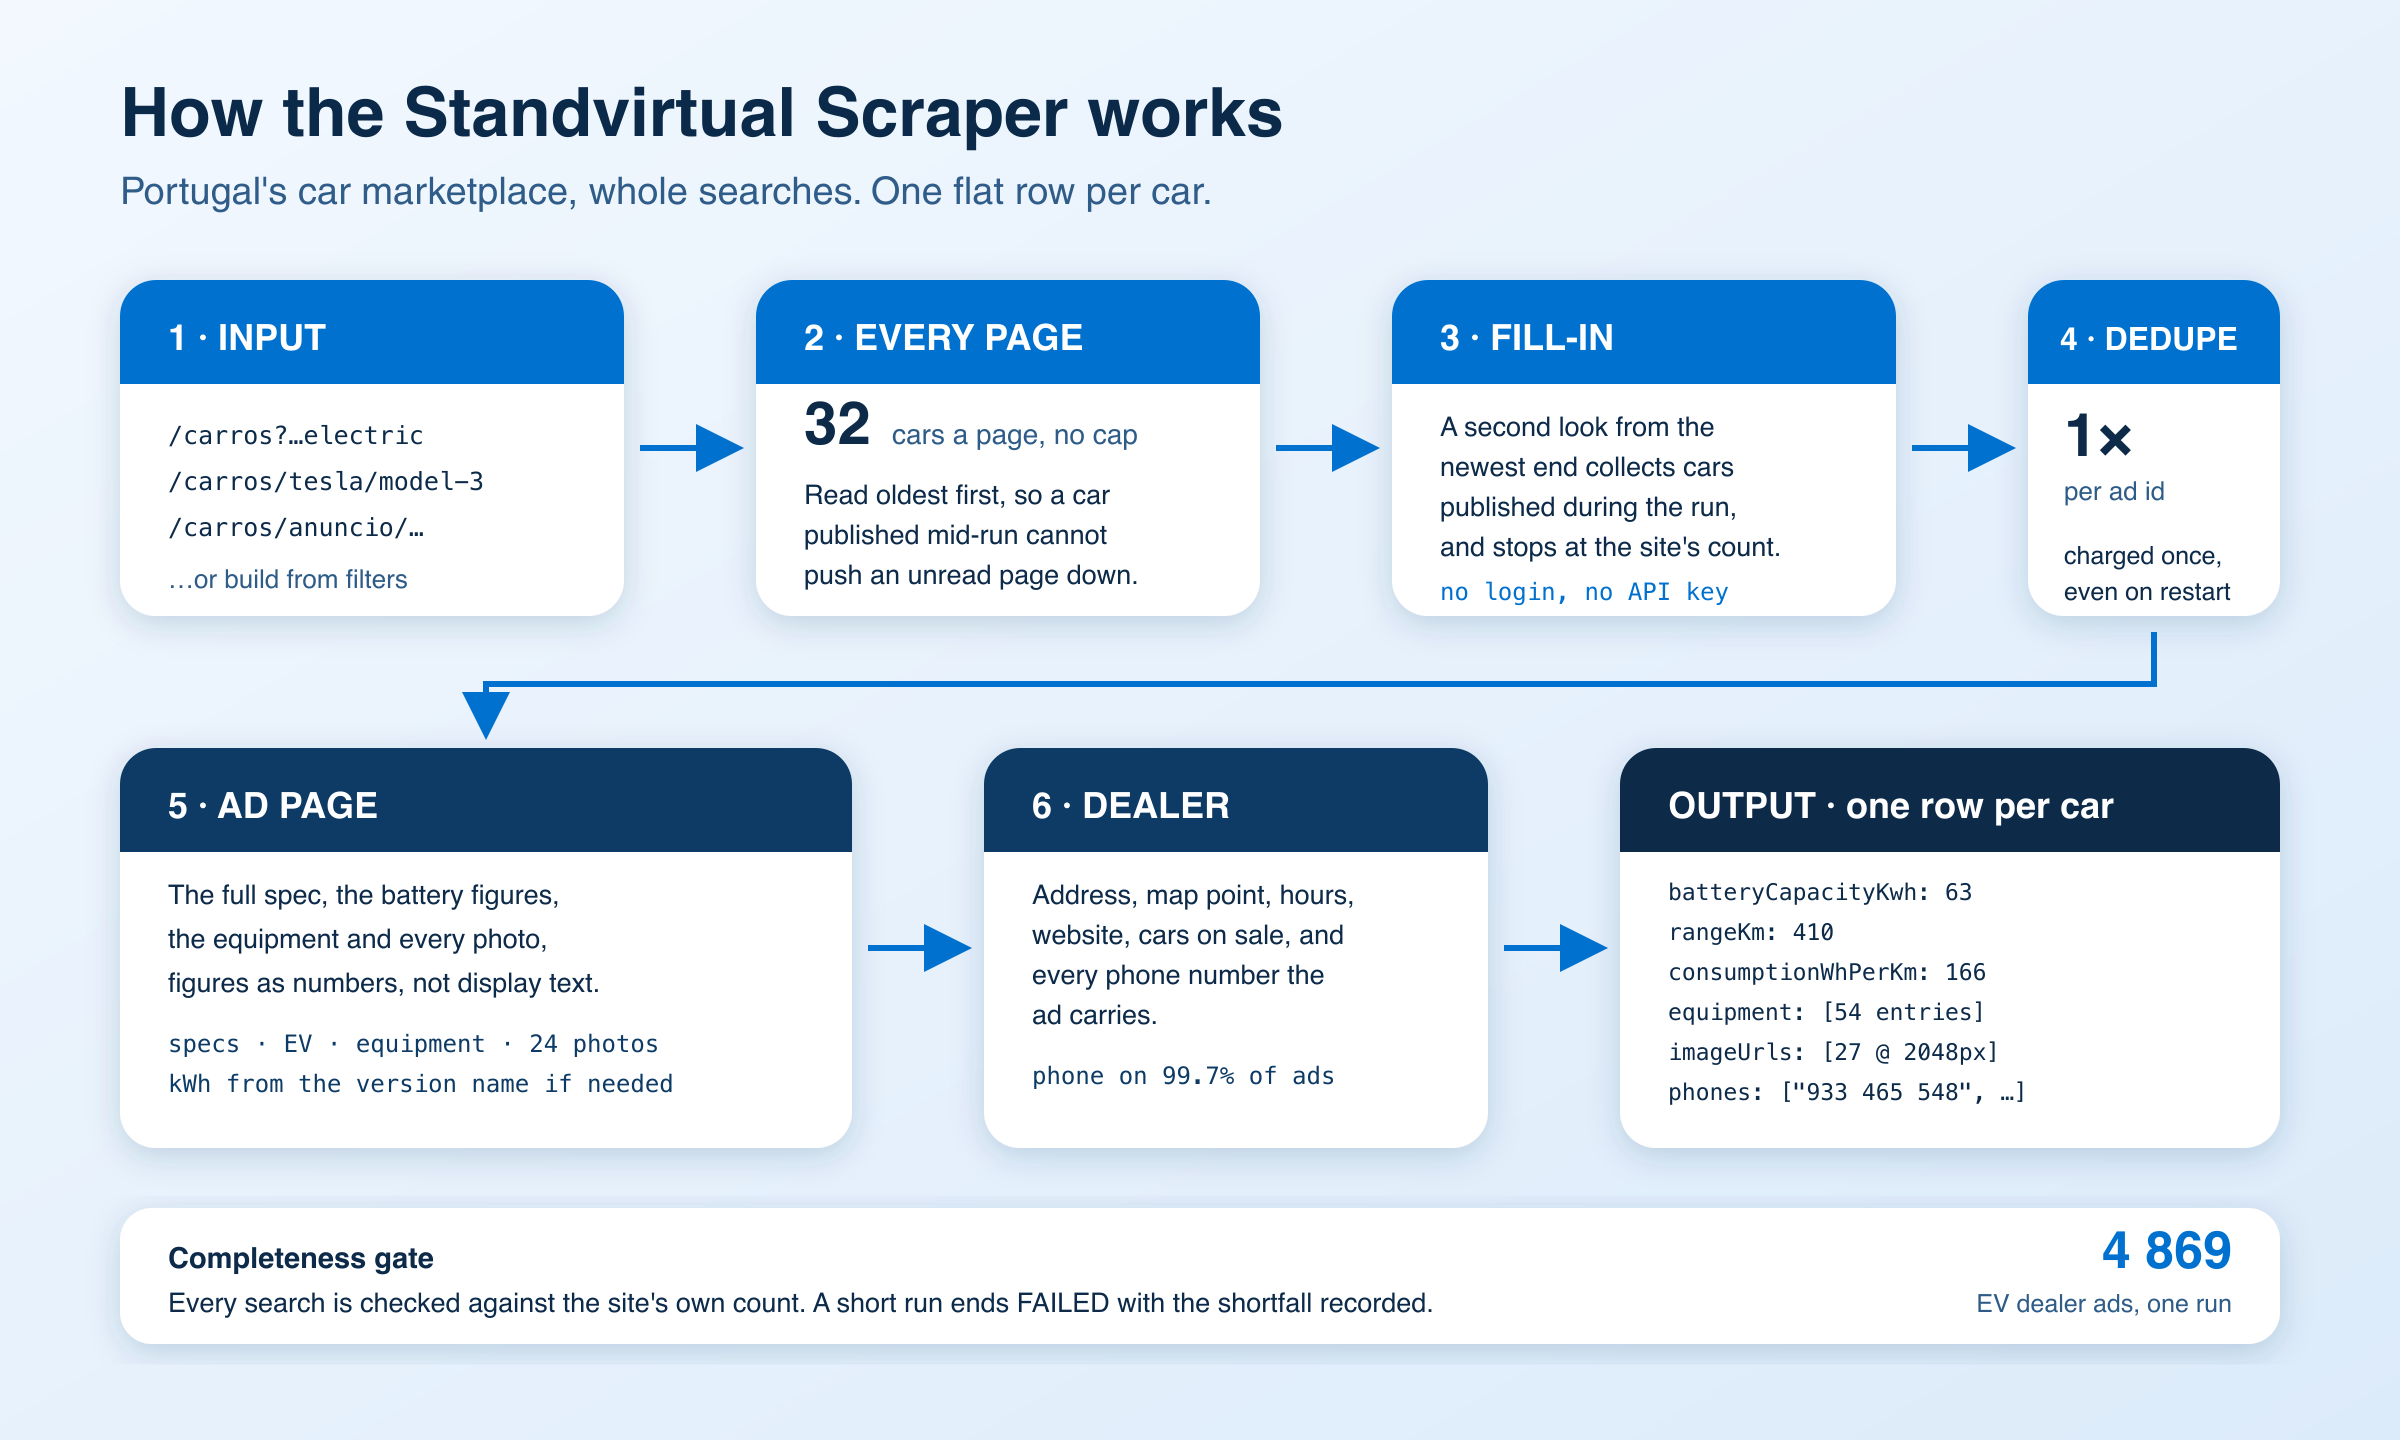 How the Standvirtual Scraper works
Portugal's car marketplace, whole searches. One flat row per car.
1 · INPUT
/carros?…electric
/carros/tesla/model-3
/carros/anuncio/…
…or build from filters
2 · EVERY PAGE
32 cars a page, no cap
Read oldest first, so a car
published mid-run cannot
push an unread page down.
3 · FILL-IN
A second look from the
newest end collects cars
published during the run,
and stops at the site's count.
no login, no API key
4 · DEDUPE
1×
per ad id
charged once,
even on restart
5 · AD PAGE
The full spec, the battery figures,
the equipment and every photo,
figures as numbers, not display text.
specs · EV · equipment · 24 photos
kWh from the version name if needed
6 · DEALER
Address, map point, hours,
website, cars on sale, and
every phone number the
ad carries.
phone on 99.7% of ads
OUTPUT · one row per car
batteryCapacityKwh: 63
rangeKm: 410
consumptionWhPerKm: 166
equipment: [54 entries]
imageUrls: [27 @ 2048px]
phones: ["933 465 548", …]
Completeness gate
Every search is checked against the site's own count. A short run ends FAILED with the shortfall recorded.
4 869
EV dealer ads, one run